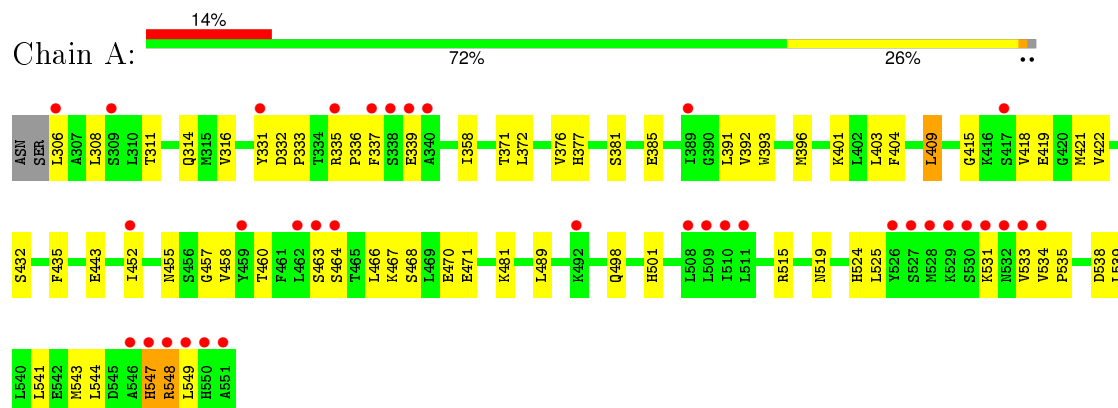 14%
Chain A:
72% 26% ••
ASN SER L306 A307 L308 S309 L310 T311 Q314 M315 V316 Y331 D332 P333 T334 R335 P336 F337 S338 E339 A340 I358 T371 L372 V376 H377 S381 E385 I389 G390 L391 V392 W393 M396 K401 L402 L403 F404 L409 G415 K416 S417 V418 E419 G420 M421 V422
S432 F435 E443 I452 N455 S456 G457 V458 Y459 T460 F461 L462 S463 S464 T465 L466 K467 S468 L469 E470 E471 K481 L489 K492 Q498 H501 L508 L509 I510 L511 R515 N519 H524 L525 Y526 S527 M528 K529 S530 K531 N532 V533 V534 P535 D538 L539
L540 L541 E542 M543 L544 D545 A546 H547 R548 L549 H550 A551